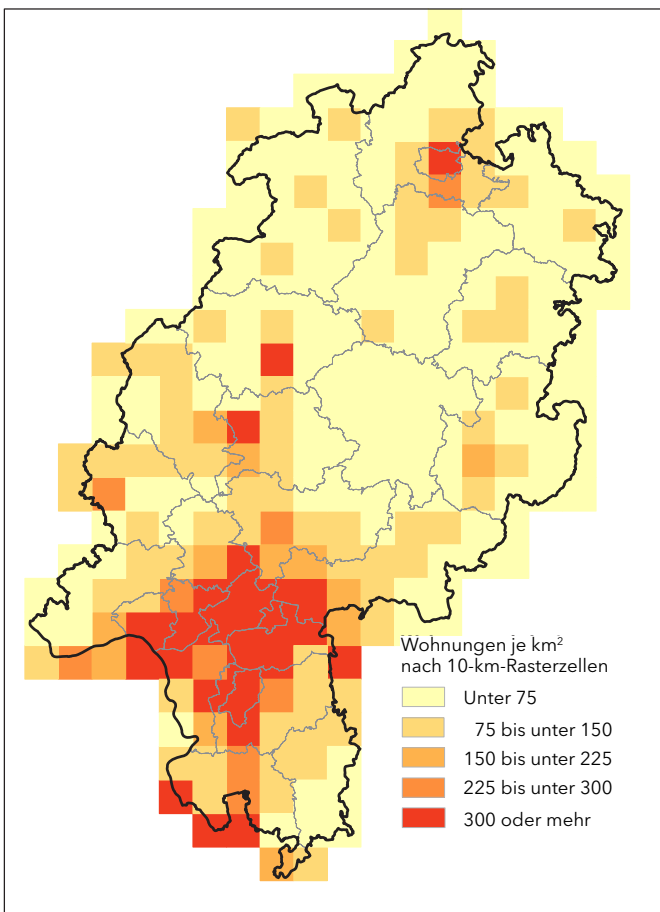 Wohnungen je km²
nach 10-km-Rasterzellen
Unter 75
75 bis unter 150
150 bis unter 225
225 bis unter 300
300 oder mehr